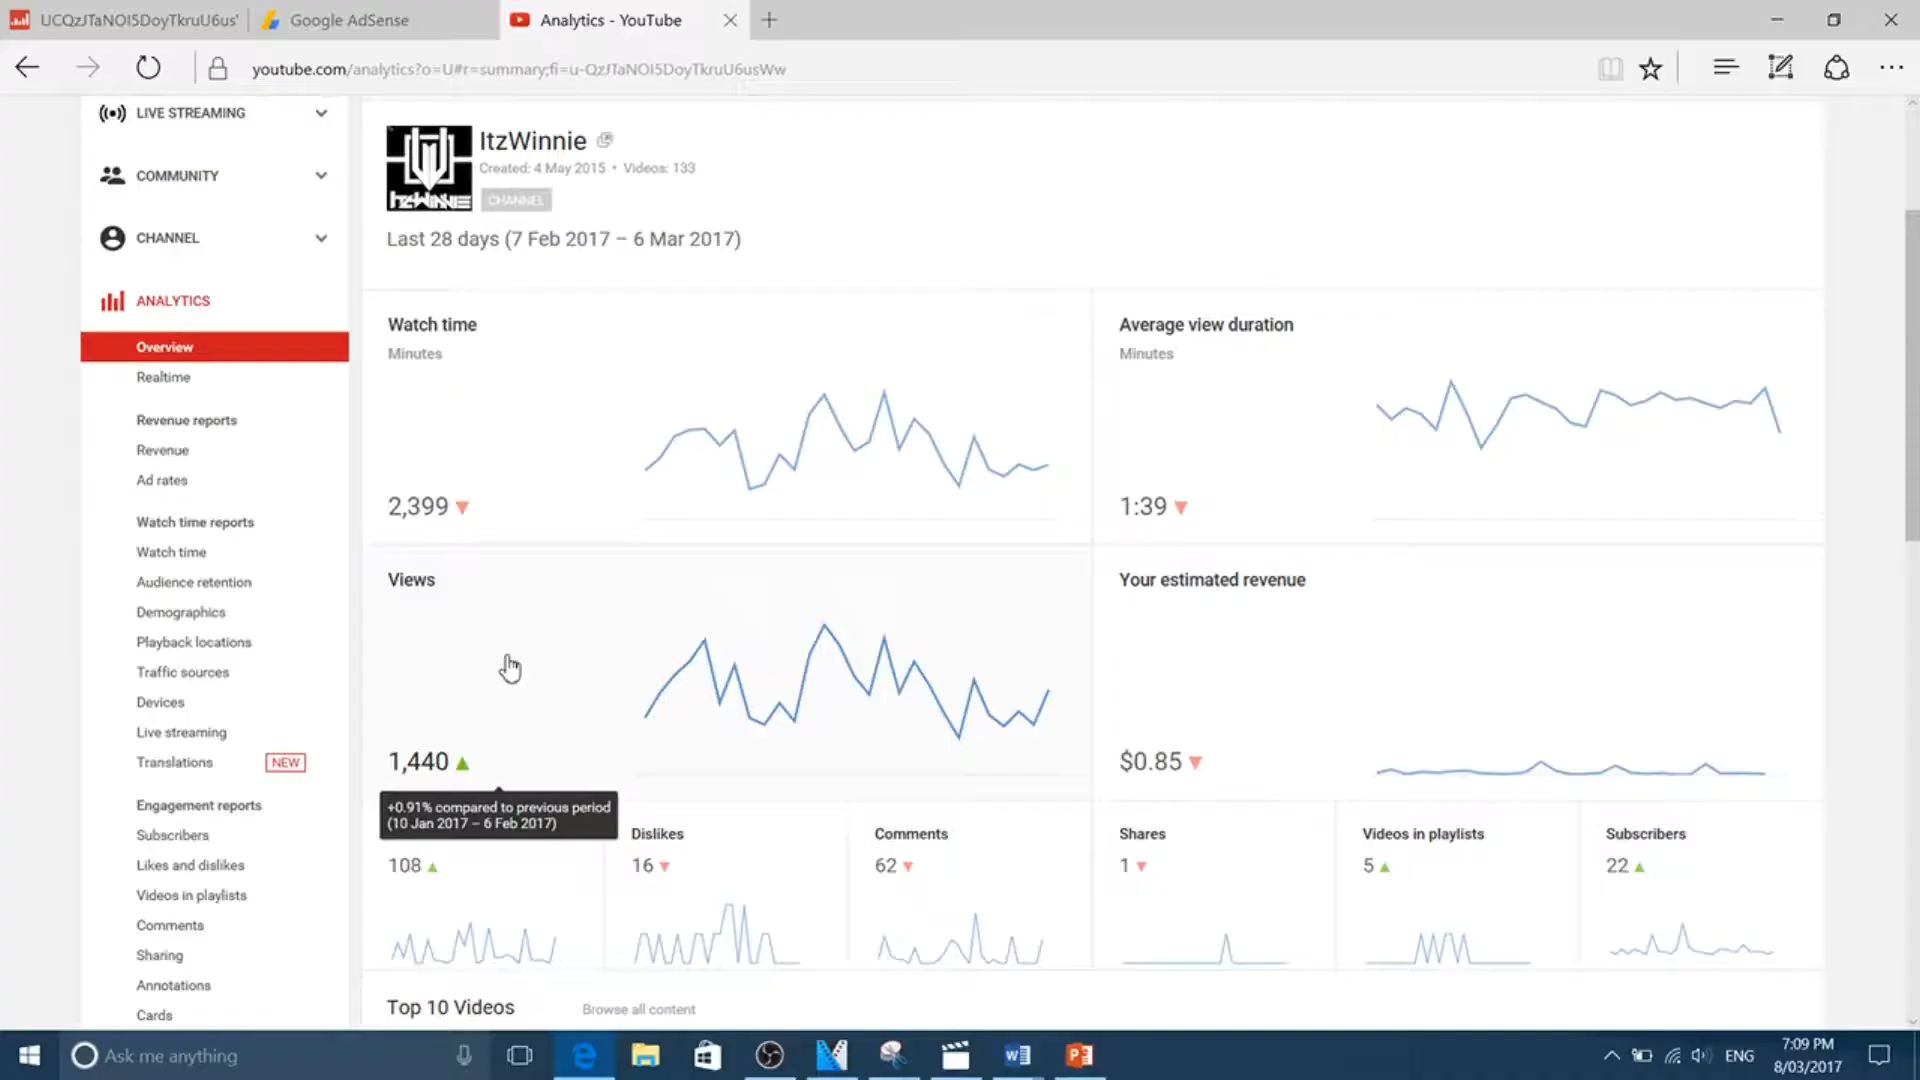 UCQzJTaNOI5DoyTkruU6us'
Google AdSense
Analytics - YouTube
youtube.com/analytics?o=U#r=summary;fi=u-QzJTaNOI5DoyTkruU6usWw
LIVE STREAMING
COMMUNITY
CHANNEL
ANALYTICS
Overview
Realtime
Revenue reports
Revenue
Ad rates
Watch time reports
Watch time
Audience retention
Demographics
Playback locations
Traffic sources
Devices
Live streaming
Translations NEW
Engagement reports
Subscribers
Likes and dislikes
Videos in playlists
Comments
Sharing
Annotations
Cards
ItzWinnie
ItzWinnie
Created: 4 May 2015 • Videos: 133
CHANNEL
Last 28 days (7 Feb 2017 – 6 Mar 2017)
Watch time
Minutes
2,399
Average view duration
Minutes
1:39
Views
1,440
+0.91% compared to previous period
(10 Jan 2017 – 6 Feb 2017)
Your estimated revenue
$0.85
108
Dislikes
16
Comments
62
Shares
1
Videos in playlists
5
Subscribers
22
Top 10 Videos
Browse all content
Ask me anything
ENG
7:09 PM
8/03/2017